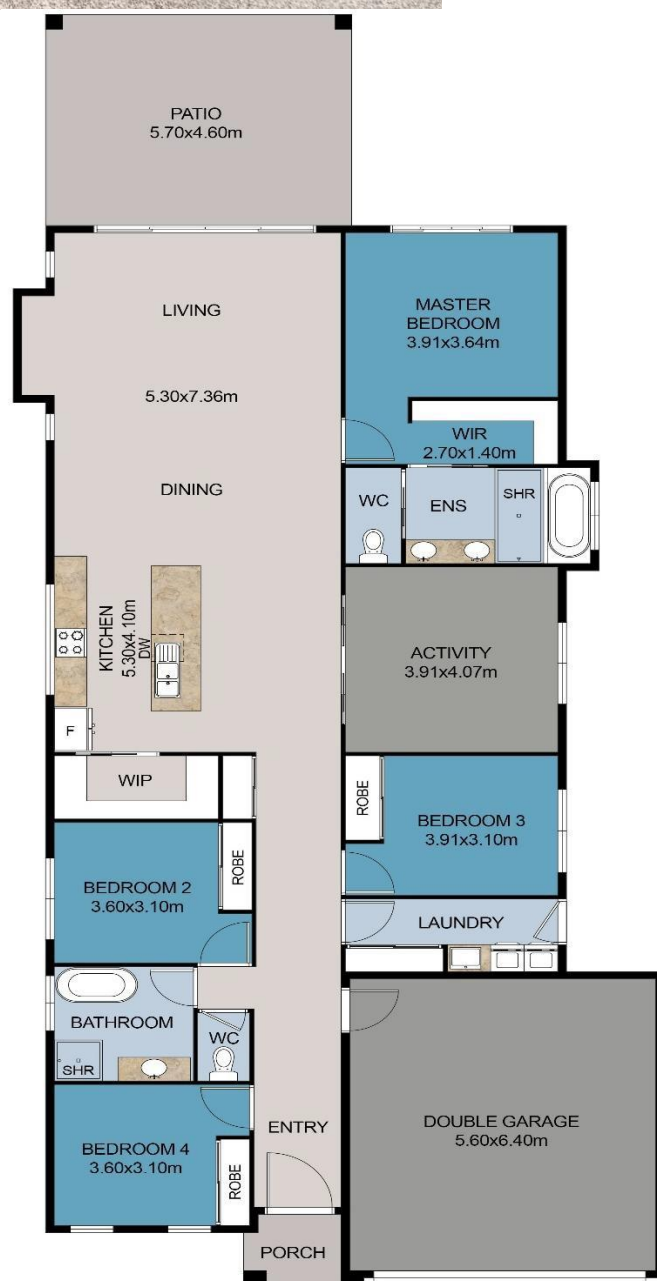 PATIO
5.70x4.60m
LIVING
5.30x7.36m
DINING
MASTER
BEDROOM
3.91x3.64m
WIR
2.70x1.40m
WC
ENS
SHR
KITCHEN
5.30x4.10m
DW
F
ACTIVITY
3.91x4.07m
WIP
ROBE
BEDROOM 3
3.91x3.10m
BEDROOM 2
3.60x3.10m
ROBE
LAUNDRY
BATHROOM
SHR
WC
BEDROOM 4
3.60x3.10m
ROBE
ENTRY
DOUBLE GARAGE
5.60x6.40m
PORCH